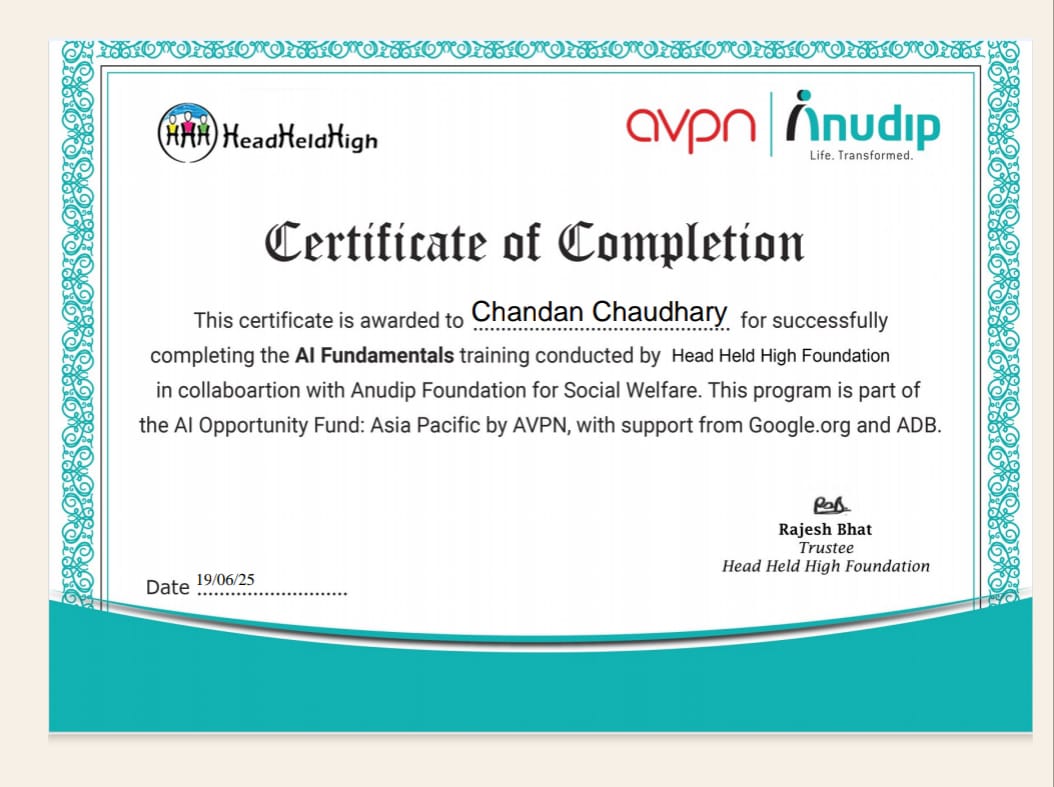 HHH HeadHeldHigh
avpn Anudip
Life. Transformed.
Certificate of Completion
This certificate is awarded to Chandan Chaudhary for successfully
completing the AI Fundamentals training conducted by Head Held High Foundation
in collaboartion with Anudip Foundation for Social Welfare. This program is part of
the AI Opportunity Fund: Asia Pacific by AVPN, with support from Google.org and ADB.
Rajesh Bhat
Trustee
Head Held High Foundation
Date 19/06/25